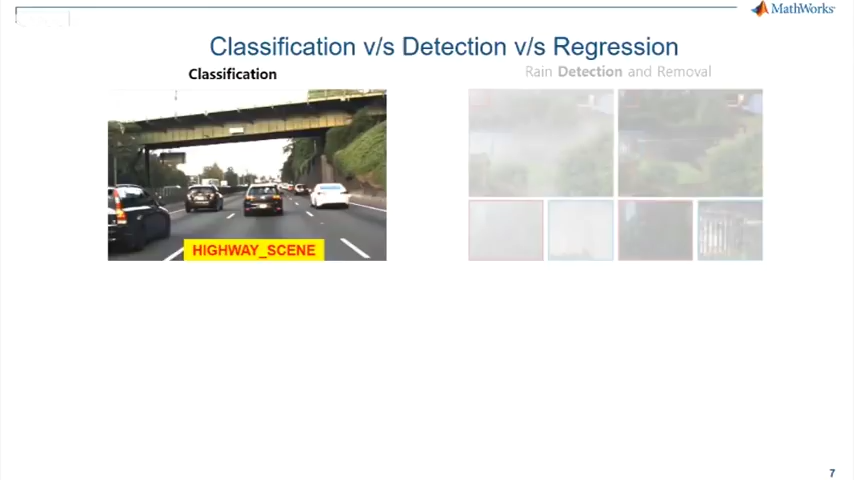 MathWorks
Classification v/s Detection v/s Regression
Classification
Rain Detection and Removal
HIGHWAY_SCENE
7